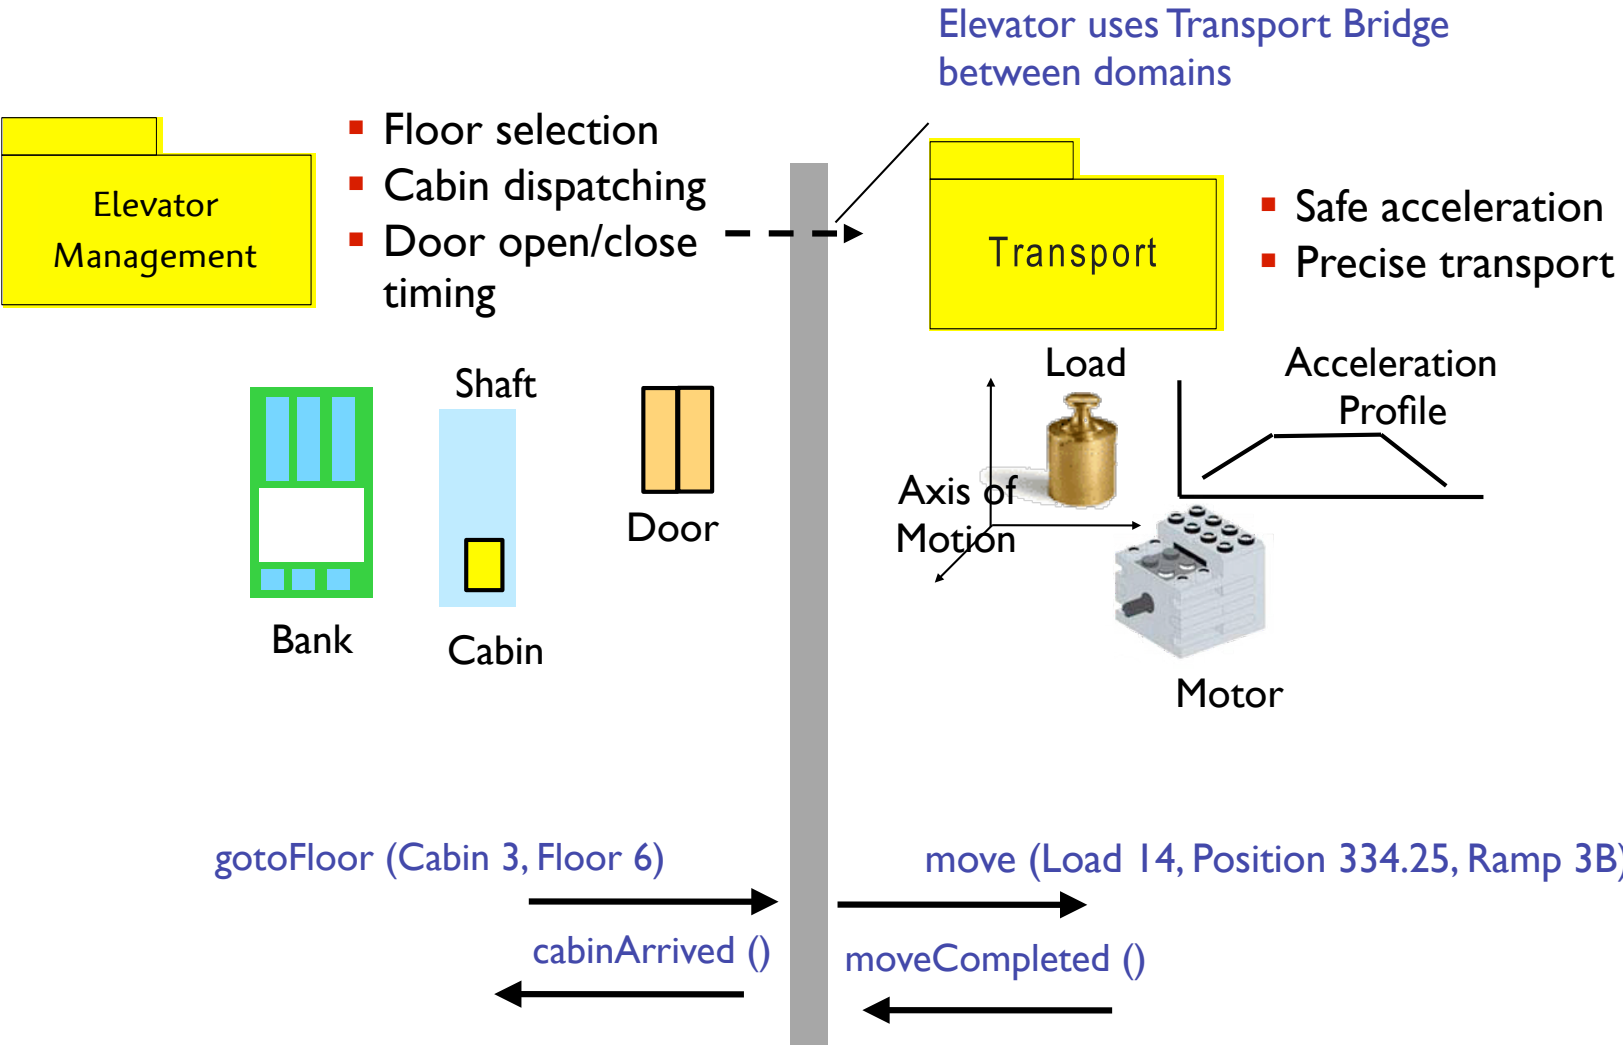 Elevator uses Transport Bridge
between domains
Elevator
Management
▪ Floor selection
▪ Cabin dispatching
▪ Door open/close
timing
Transport
▪ Safe acceleration
▪ Precise transport
Shaft
Door
Bank
Cabin
Load
Acceleration
Profile
Axis of
Motion
Motor
gotoFloor (Cabin 3, Floor 6)
move (Load 14, Position 334.25, Ramp 3B)
cabinArrived ()
moveCompleted ()